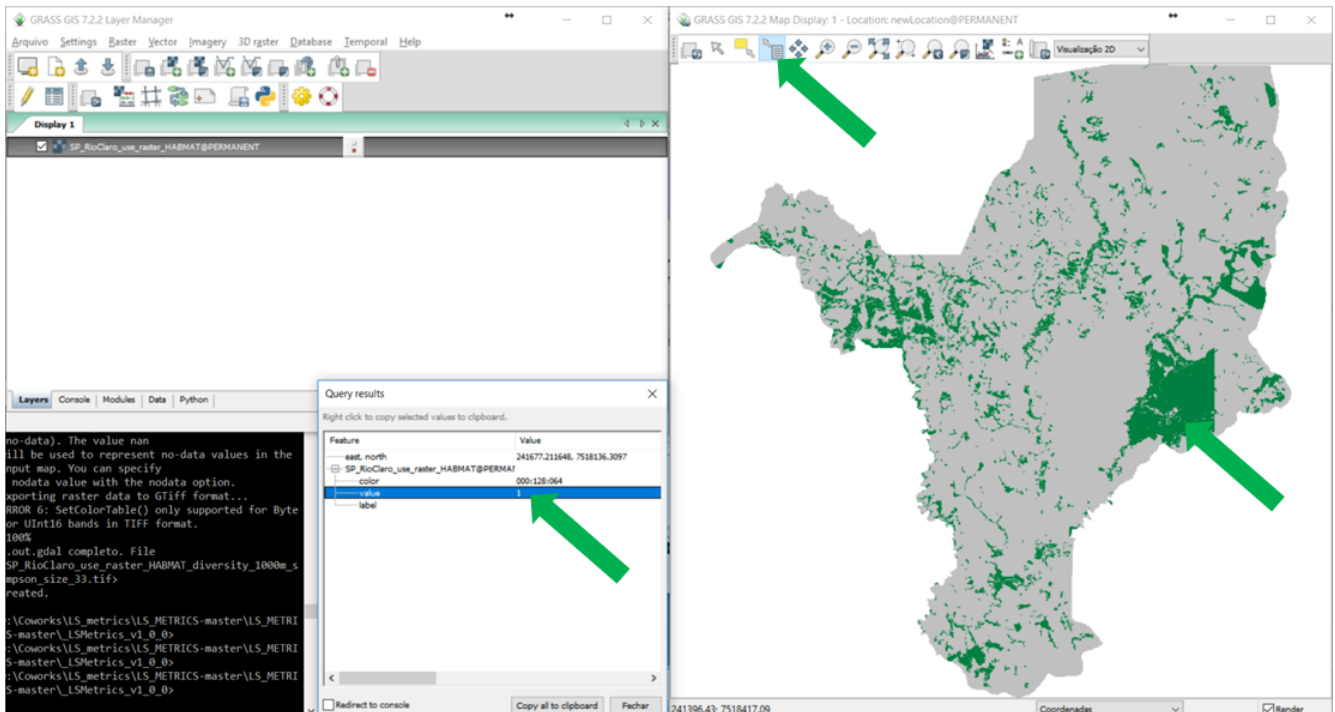 GRASS GIS 7.2.2 Layer Manager
Arquivo Settings Raster Vector Imagery 3D raster Database Temporal Help
Display 1
SP_RioClaro_use_raster_HABMAT@PERMANENT
Layers Console Modules Data Python
no-data). The value nan
ill be used to represent no-data values in the
nput map. You can specify
nodata value with the nodata option.
xporting raster data to GTiff format...
RROR 6: SetColorTable() only supported for Byte
or UInt16 bands in TIFF format.
100%
.out.gdal completo. File
SP_RioClaro_use_raster_HABMAT_diversity_1000m_s
mpson_size_33.tif>
reated.
:\Coworks\LS_metrics\LS_METRICS-master\LS_METRI
S-master\_LSMetrics_v1_0_0>
:\Coworks\LS_metrics\LS_METRICS-master\LS_METRI
S-master\_LSMetrics_v1_0_0>
:\Coworks\LS_metrics\LS_METRICS-master\LS_METRI
S-master\_LSMetrics_v1_0_0>
Query results
Right click to copy selected values to clipboard.
Feature Value
east, north 241677.211648, 7518136.3097
SP_RioClaro_use_raster_HABMAT@PERMAN
color 000:128:064
value 1
label
Redirect to console Copy all to clipboard Fechar
GRASS GIS 7.2.2 Map Display: 1 - Location: newLocation@PERMANENT
Visualização 2D
241396.43; 7518417.09 Coordenadas Render